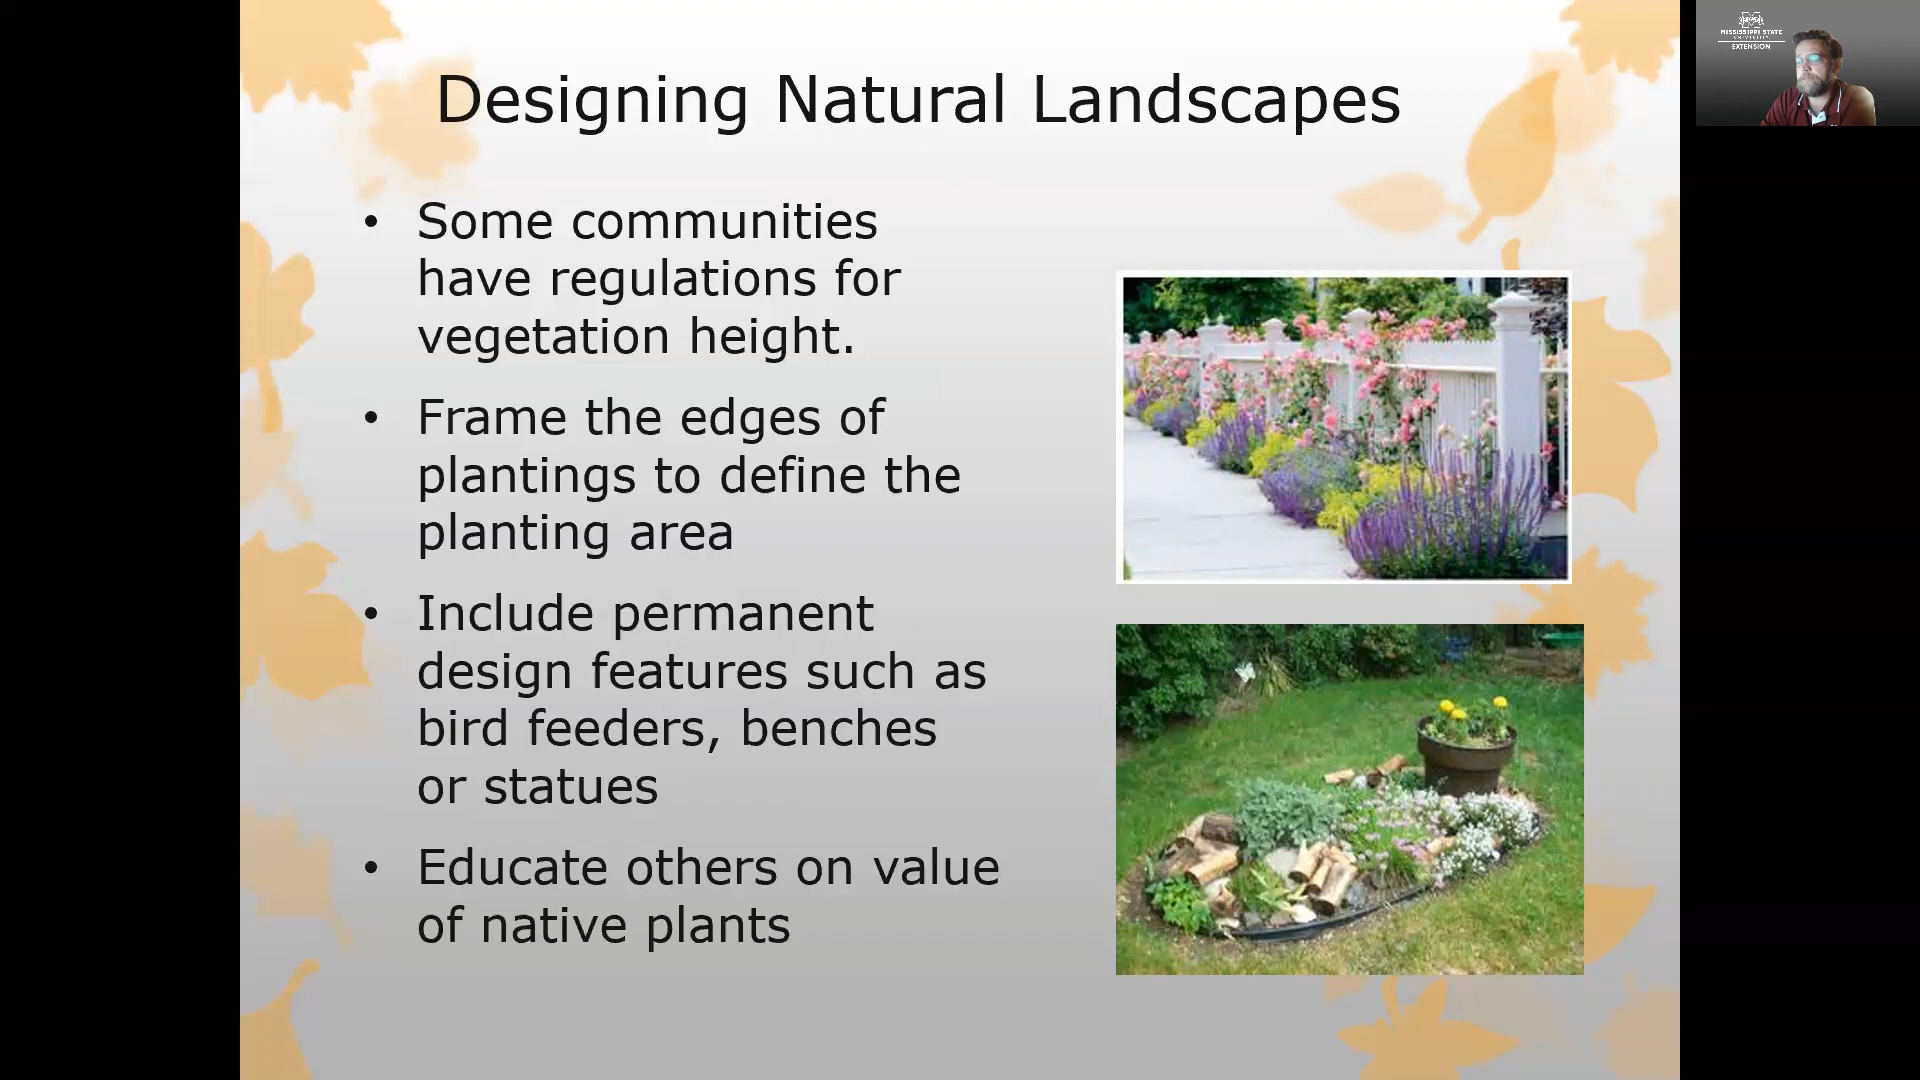 Designing Natural Landscapes
• Some communities
have regulations for
vegetation height.
• Frame the edges of
plantings to define the
planting area
• Include permanent
design features such as
bird feeders, benches
or statues
• Educate others on value
of native plants
MISSISSIPPI STATE
UNIVERSITY
EXTENSION